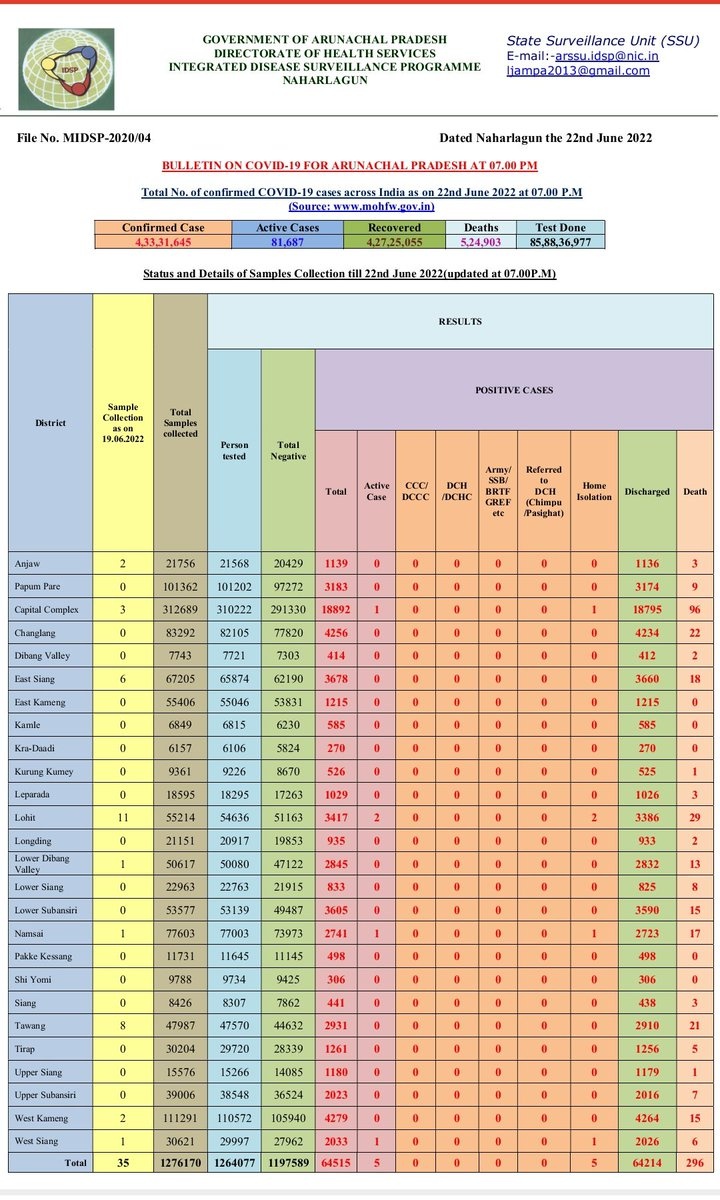 IDSP
GOVERNMENT OF ARUNACHAL PRADESH
DIRECTORATE OF HEALTH SERVICES
INTEGRATED DISEASE SURVEILLANCE PROGRAMME
NAHARLAGUN
State Surveillance Unit (SSU)
E-mail:-arssu.idsp@nic.in
ljampa2013@gmail.com
File No. MIDSP-2020/04 Dated Naharlagun the 22nd June 2022
BULLETIN ON COVID-19 FOR ARUNACHAL PRADESH AT 07.00 PM
Total No. of confirmed COVID-19 cases across India as on 22nd June 2022 at 07.00 P.M
(Source: www.mohfw.gov.in)
Confirmed Case Active Cases Recovered Deaths Test Done
4,33,31,645 81,687 4,27,25,055 5,24,903 85,88,36,977
Status and Details of Samples Collection till 22nd June 2022(updated at 07.00P.M)
District
Sample
Collection
as on
19.06.2022
Total
Samples
collected
RESULTS
Person
tested
Total
Negative
POSITIVE CASES
Total
Active
Case
CCC/
DCCC
DCH
/DCHC
Army/
SSB/
BRTF
GREF
etc
Referred
to
DCH
(Chimpu
/Pasighat)
Home
Isolation
Discharged
Death
Anjaw 2 21756 21568 20429 1139 0 0 0 0 0 0 1136 3
Papum Pare 0 101362 101202 97272 3183 0 0 0 0 0 0 3174 9
Capital Complex 3 312689 310222 291330 18892 1 0 0 0 0 1 18795 96
Changlang 0 83292 82105 77820 4256 0 0 0 0 0 0 4234 22
Dibang Valley 0 7743 7721 7303 414 0 0 0 0 0 0 412 2
East Siang 6 67205 65874 62190 3678 0 0 0 0 0 0 3660 18
East Kameng 0 55406 55046 53831 1215 0 0 0 0 0 0 1215 0
Kamle 0 6849 6815 6230 585 0 0 0 0 0 0 585 0
Kra-Daadi 0 6157 6106 5824 270 0 0 0 0 0 0 270 0
Kurung Kumey 0 9361 9226 8670 526 0 0 0 0 0 0 525 1
Leparada 0 18595 18295 17263 1029 0 0 0 0 0 0 1026 3
Lohit 11 55214 54636 51163 3417 2 0 0 0 0 2 3386 29
Longding 0 21151 20917 19853 935 0 0 0 0 0 0 933 2
Lower Dibang
Valley 1 50617 50080 47122 2845 0 0 0 0 0 0 2832 13
Lower Siang 0 22963 22763 21915 833 0 0 0 0 0 0 825 8
Lower Subansiri 0 53577 53139 49487 3605 0 0 0 0 0 0 3590 15
Namsai 1 77603 77003 73973 2741 1 0 0 0 0 1 2723 17
Pakke Kessang 0 11731 11645 11145 498 0 0 0 0 0 0 498 0
Shi Yomi 0 9788 9734 9425 306 0 0 0 0 0 0 306 0
Siang 0 8426 8307 7862 441 0 0 0 0 0 0 438 3
Tawang 8 47987 47570 44632 2931 0 0 0 0 0 0 2910 21
Tirap 0 30204 29720 28339 1261 0 0 0 0 0 0 1256 5
Upper Siang 0 15576 15266 14085 1180 0 0 0 0 0 0 1179 1
Upper Subansiri 0 39006 38548 36524 2023 0 0 0 0 0 0 2016 7
West Kameng 2 111291 110572 105940 4279 0 0 0 0 0 0 4264 15
West Siang 1 30621 29997 27962 2033 1 0 0 0 0 1 2026 6
Total 35 1276170 1264077 1197589 64515 5 0 0 0 0 5 64214 296